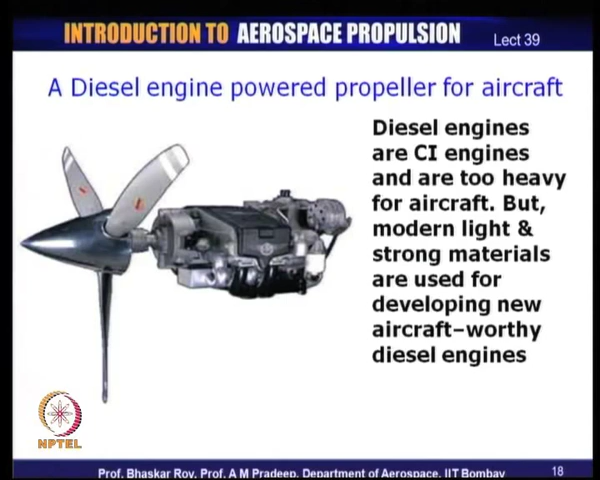 INTRODUCTION TO AEROSPACE PROPULSION
Lect 39
A Diesel engine powered propeller for aircraft
Diesel engines
are CI engines
and are too heavy
for aircraft. But,
modern light &
strong materials
are used for
developing new
aircraft–worthy
diesel engines
NPTEL
Prof. Bhaskar Roy, Prof. A M Pradeep, Department of Aerospace, IIT Bombay
18